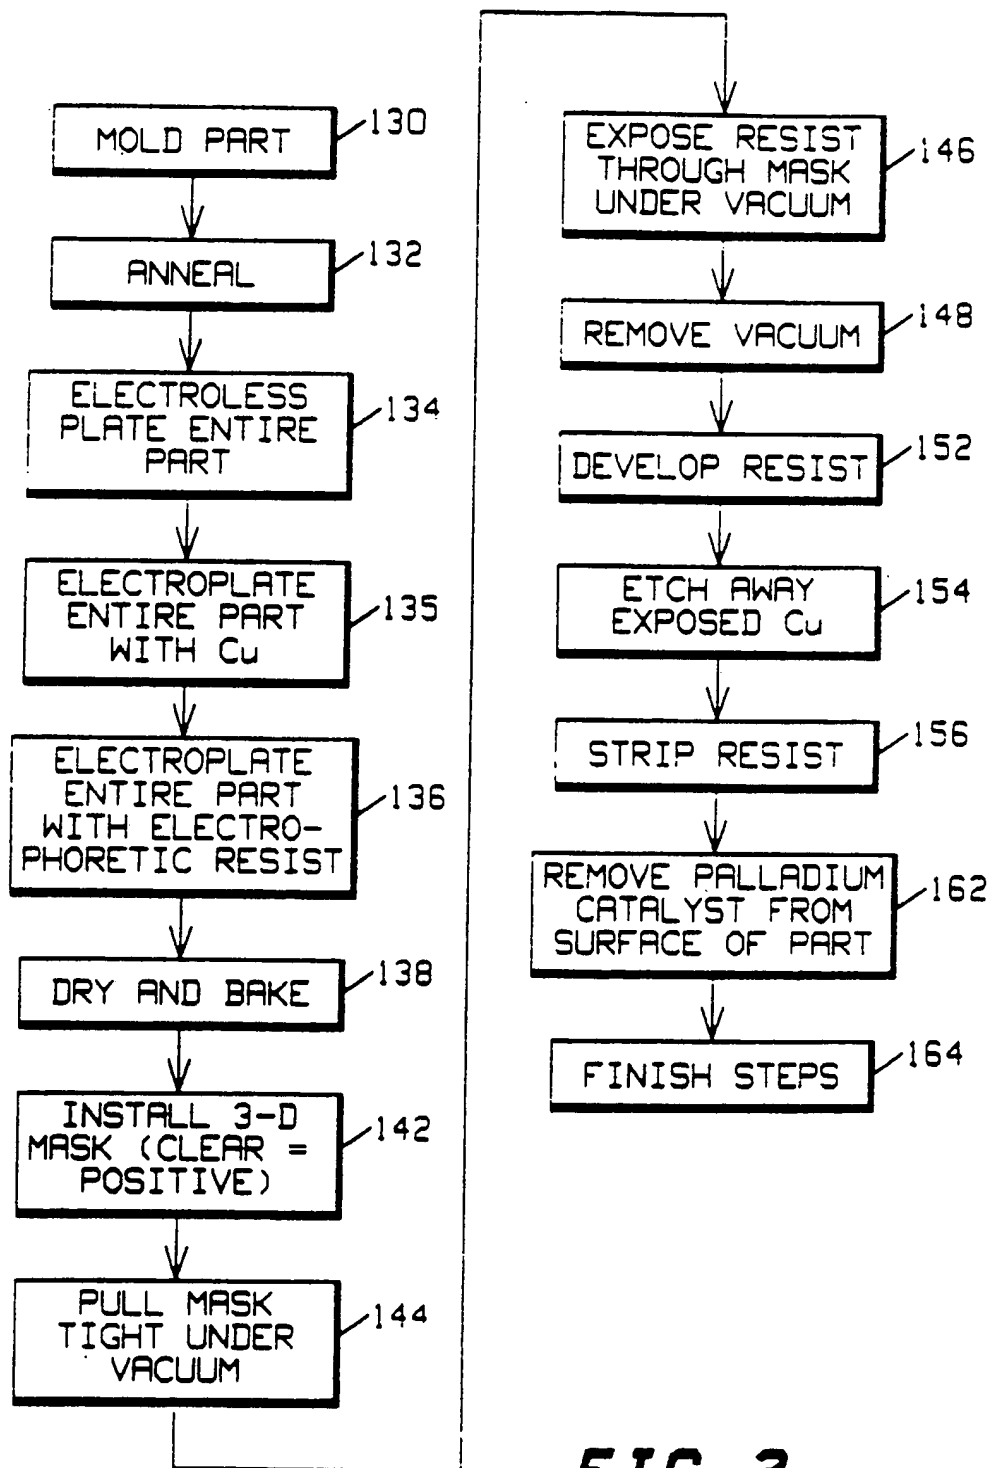 MOLD PART
130
ANNEAL
132
ELECTROLESS
PLATE ENTIRE
PART
134
ELECTROPLATE
ENTIRE PART
WITH Cu
135
ELECTROPLATE
ENTIRE PART
WITH ELECTRO-
PHORETIC RESIST
136
DRY AND BAKE
138
INSTALL 3-D
MASK (CLEAR =
POSITIVE)
142
PULL MASK
TIGHT UNDER
VACUUM
144
EXPOSE RESIST
THROUGH MASK
UNDER VACUUM
146
REMOVE VACUUM
148
DEVELOP RESIST
152
ETCH AWAY
EXPOSED Cu
154
STRIP RESIST
156
REMOVE PALLADIUM
CATALYST FROM
SURFACE OF PART
162
FINISH STEPS
164
FIG